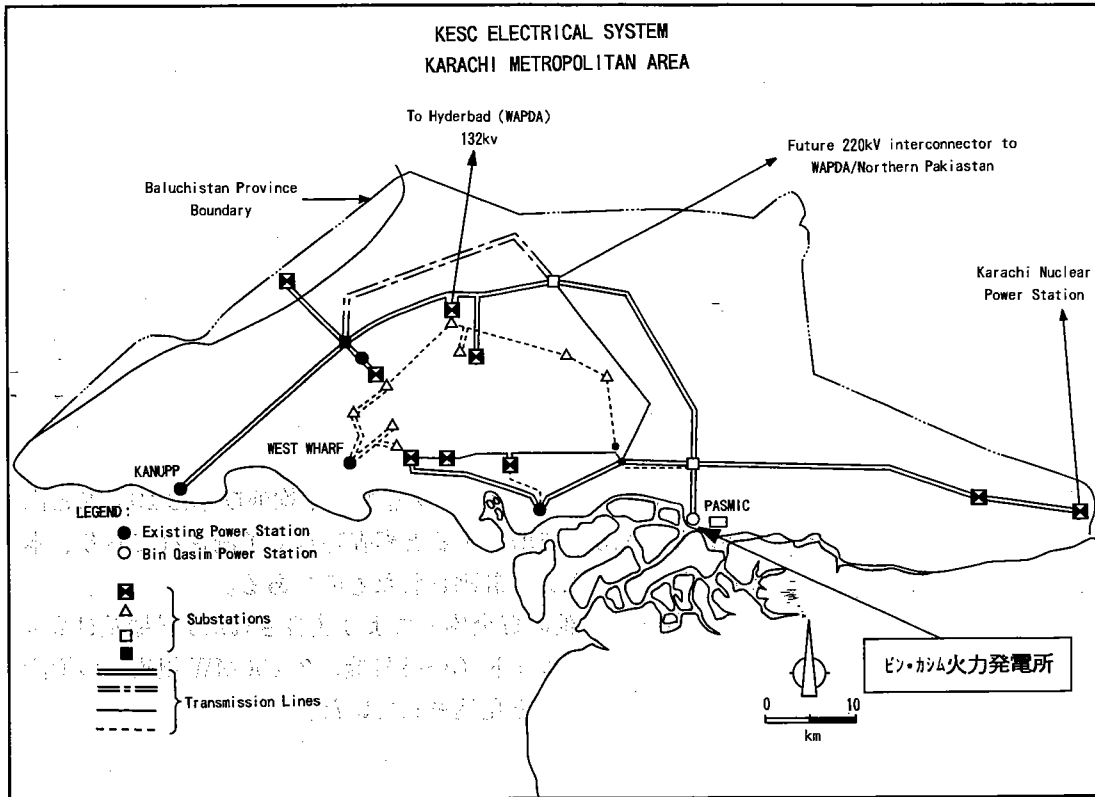 KESC ELECTRICAL SYSTEM
KARACHI METROPOLITAN AREA
To Hyderbad (WAPDA)
132kv
Future 220kV interconnector to
WAPDA/Northern Pakiastan
Baluchistan Province
Boundary
Karachi Nuclear
Power Station
WEST WHARF
KANUPP
PASMIC
LEGEND:
Existing Power Station
Bin Qasim Power Station
Substations
Transmission Lines
ビン・カシム火力発電所
0 10
km